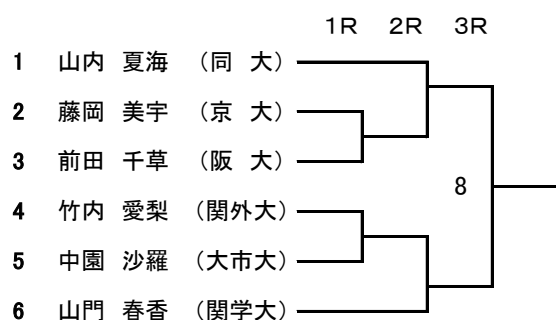 1R 2R 3R
1 山内 夏海 （同 大）
2 藤岡 美宇 （京 大）
3 前田 千草 （阪 大）
8
4 竹内 愛梨 （関外大）
5 中園 沙羅 （大市大）
6 山門 春香 （関学大）